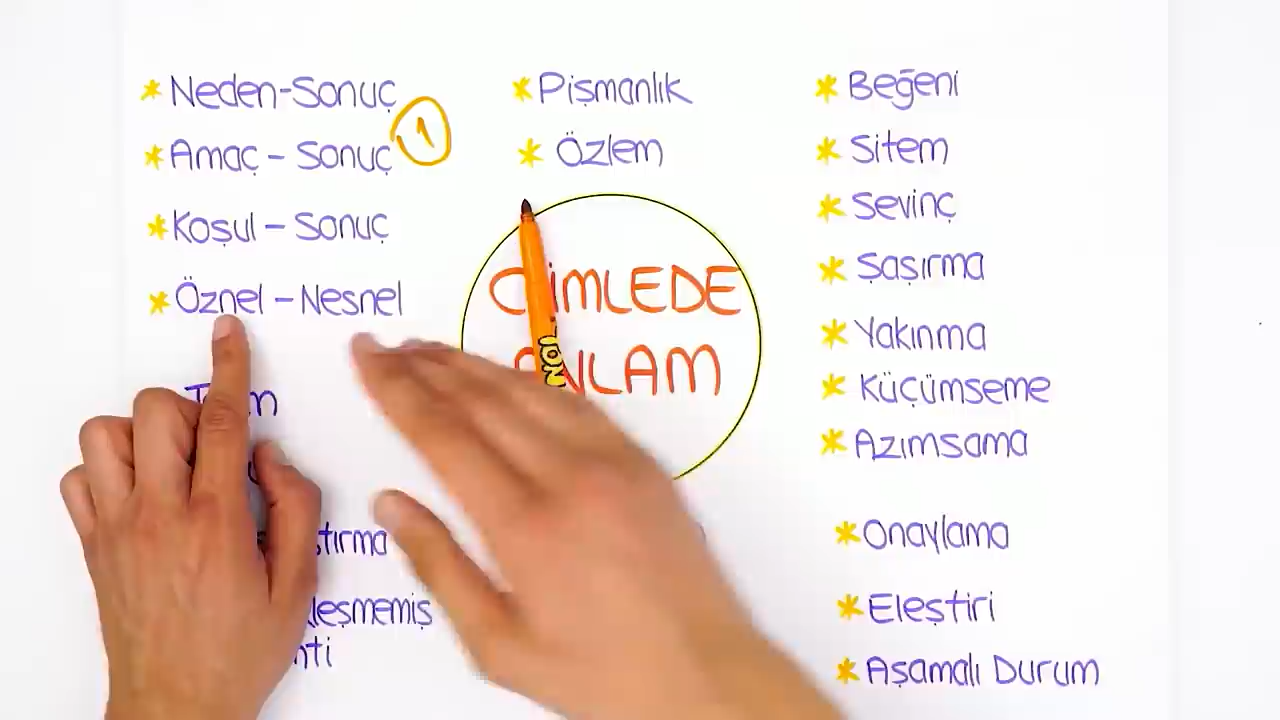 * Neden-Sonuç
* Amaç - Sonuç
1
* Koşul - Sonuç
* Öznel - Nesnel
* Pişmanlık
* Özlem
CÜMLEDE
ANLAM
* Beğeni
* Sitem
* Sevinç
* Şaşırma
* Yakınma
* Küçümseme
* Azımsama
* Onaylama
* Eleştiri
* Aşamalı Durum